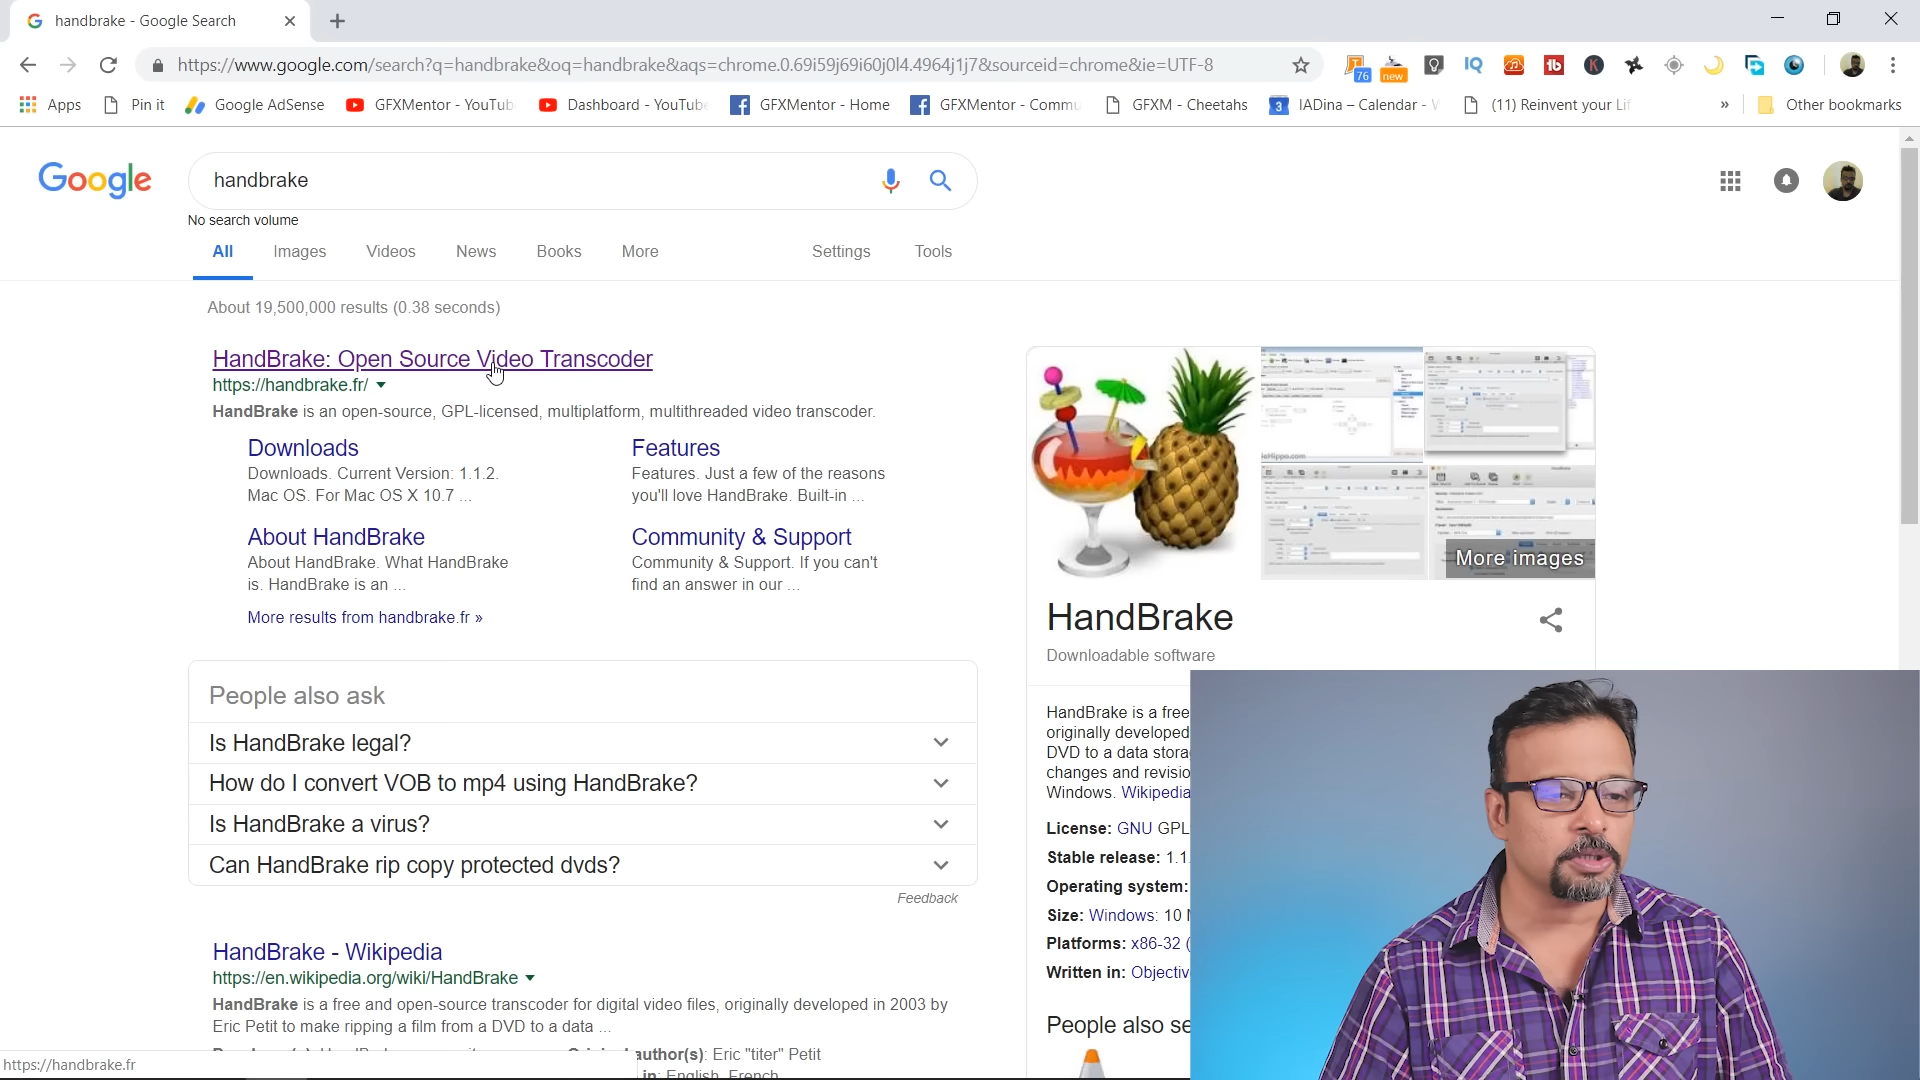 handbrake - Google Search
https://www.google.com/search?q=handbrake&oq=handbrake&aqs=chrome.0.69i59j69i60j0l4.4964j1j7&sourceid=chrome&ie=UTF-8
76
new
IQ
K
Apps
Pin it
Google AdSense
GFXMentor - YouTub
Dashboard - YouTube
GFXMentor - Home
GFXMentor - Commu
GFXM - Cheetahs
3
IADina – Calendar -
(11) Reinvent your Lif
»
Other bookmarks
Google
handbrake
No search volume
All
Images
Videos
News
Books
More
Settings
Tools
About 19,500,000 results (0.38 seconds)
HandBrake: Open Source Video Transcoder
https://handbrake.fr/
HandBrake is an open-source, GPL-licensed, multiplatform, multithreaded video transcoder.
Downloads
Downloads. Current Version: 1.1.2.
Mac OS. For Mac OS X 10.7 ...
Features
Features. Just a few of the reasons
you'll love HandBrake. Built-in ...
About HandBrake
About HandBrake. What HandBrake
is. HandBrake is an ...
Community & Support
Community & Support. If you can't
find an answer in our ...
More results from handbrake.fr »
People also ask
Is HandBrake legal?
How do I convert VOB to mp4 using HandBrake?
Is HandBrake a virus?
Can HandBrake rip copy protected dvds?
Feedback
HandBrake - Wikipedia
https://en.wikipedia.org/wiki/HandBrake
HandBrake is a free and open-source transcoder for digital video files, originally developed in 2003 by
Eric Petit to make ripping a film from a DVD to a data ...
author(s): Eric "titer" Petit
in: English, French
https://handbrake.fr
More images
HandBrake
Downloadable software
HandBrake is a free
originally developed
DVD to a data stora
changes and revisio
Windows. Wikipedia
License: GNU GPL
Stable release: 1.1
Operating system:
Size: Windows: 10
Platforms: x86-32 (
Written in: Objectiv
People also se